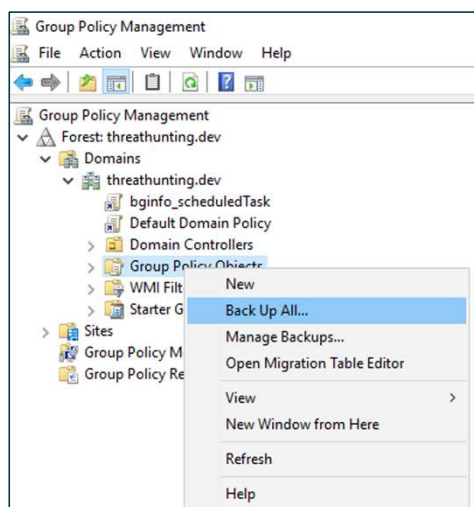 Group Policy Management
File Action View Window Help
Group Policy Management
Forest: threathunting.dev
Domains
threathunting.dev
bginfo_scheduledTask
Default Domain Policy
Domain Controllers
Group Policy Objects
WMI Filt
Starter G
Sites
Group Policy M
Group Policy Re
New
Back Up All...
Manage Backups...
Open Migration Table Editor
View
New Window from Here
Refresh
Help